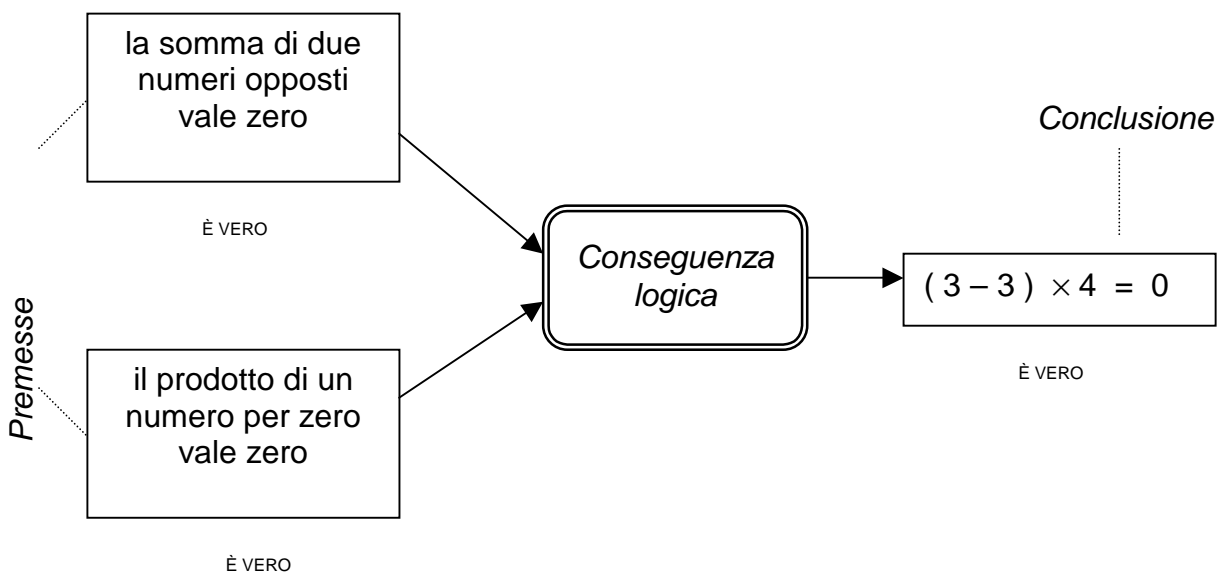 la somma di due
numeri opposti
vale zero
È VERO
Premesse
il prodotto di un
numero per zero
vale zero
È VERO
Conseguenza
logica
Conclusione
( 3 – 3 ) × 4 = 0
È VERO